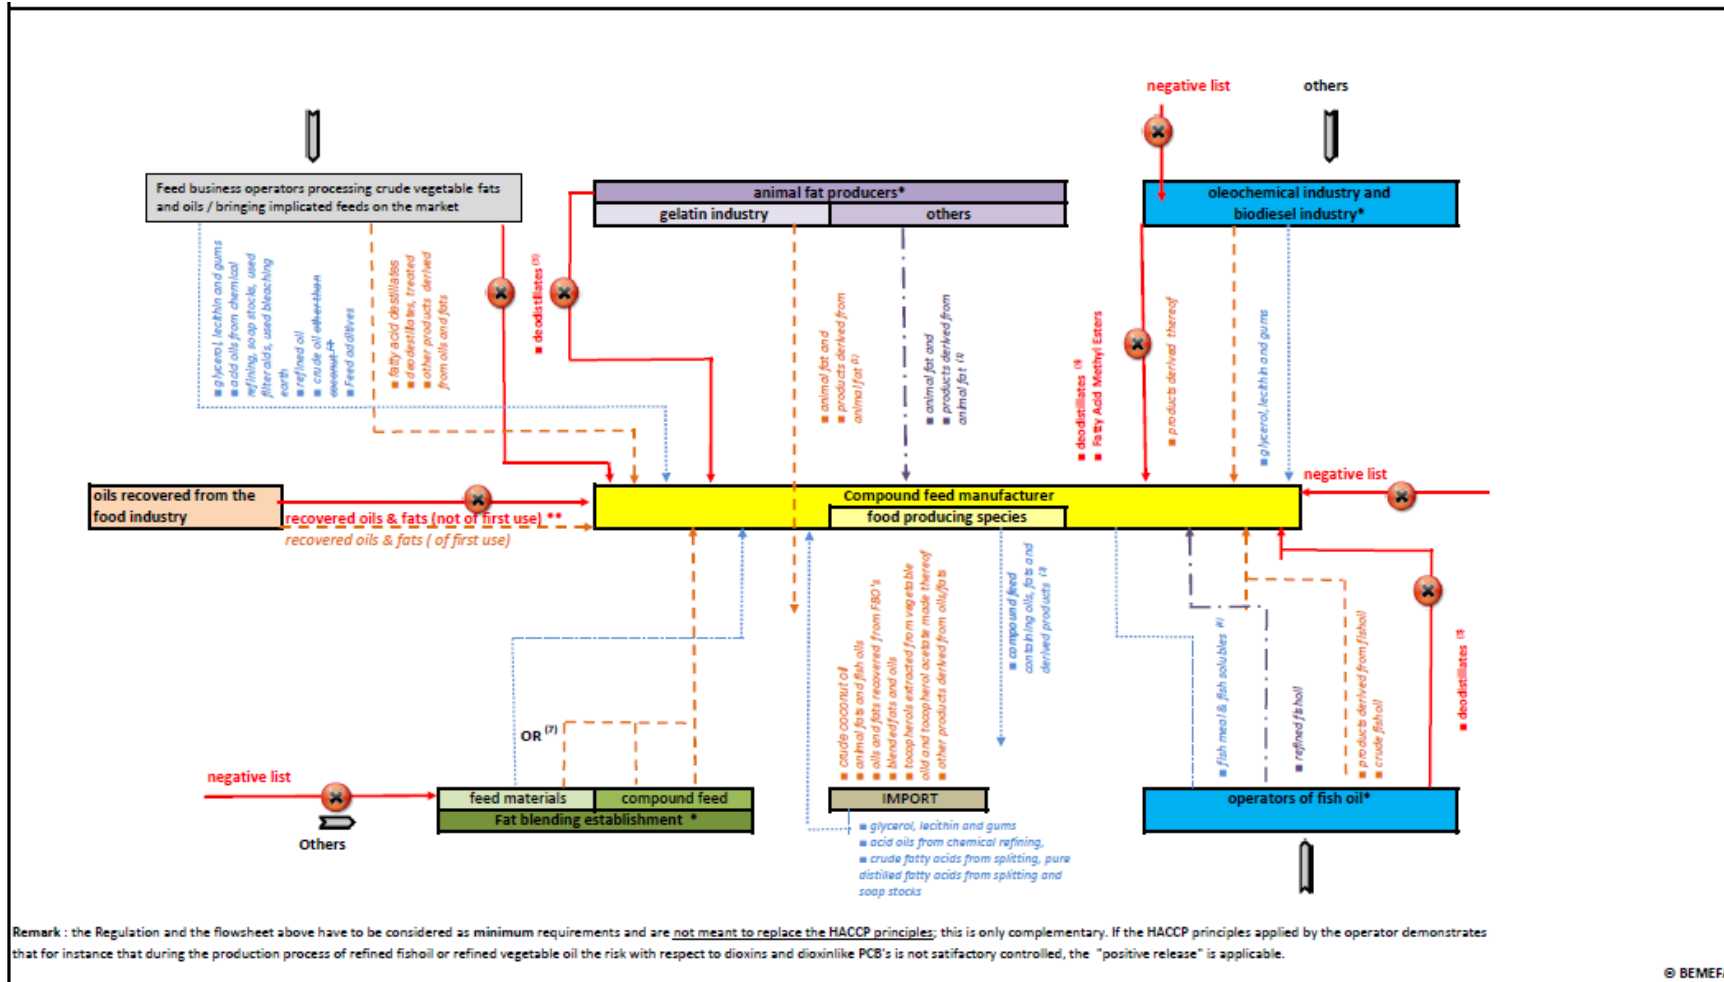 negative list
others
Feed business operators processing crude vegetable fats
and oils / bringing implicated feeds on the market
animal fat producers*
gelatin industry
others
oleochemical industry and
biodiesel industry*
■ glycerol, lecithin and gums
■ acid oils from chemical
refining, soap stocks, used
filteraids, used bleaching
earth
■ refined oil
■ crude oil other than
coconut
■ Feed additives
■ fatty acid destillates
■ deodestillates, treated
■ other products derived
from oils and fats
■ deodistillates (5)
■ animal fat and
■ products derived from
animal fat
■ animal fat and
■ products derived from
animal fat
■ deodistillates
■ Fatty Acid Methyl Esters
■ products derived thereof
■ glycerol, lecithin and gums
negative list
oils recovered from the
food industry
recovered oils & fats (not of first use) **
recovered oils & fats ( of first use)
Compound feed manufacturer
food producing species
■ crude coconut oil
■ animal fats and fish oils
■ oils and fats recovered from FBO's
■ blended fats and oils
■ tocopherols extracted from vegetable
oild and tocopherol acetate made thereof
■ other products derived from oils/fats
■ compound feed
containing oils, fats and
derived products
■ fish meal & fish solubles
■ refined fishoil
■ products derived from fishoil
■ crude fishoil
■ deodistillates
OR (7)
negative list
Others
feed materials
compound feed
Fat blending establishment *
IMPORT
■ glycerol, lecithin and gums
■ acid oils from chemical refining,
■ crude fatty acids from splitting, pure
distilled fatty acids from splitting and
soap stocks
operators of fish oil*
Remark : the Regulation and the flowsheet above have to be considered as minimum requirements and are not meant to replace the HACCP principles; this is only complementary. If the HACCP principles applied by the operator demonstrates
that for instance that during the production process of refined fishoil or refined vegetable oil the risk with respect to dioxins and dioxinlike PCB's is not satifactory controlled, the "positive release" is applicable.
© BEMEFA